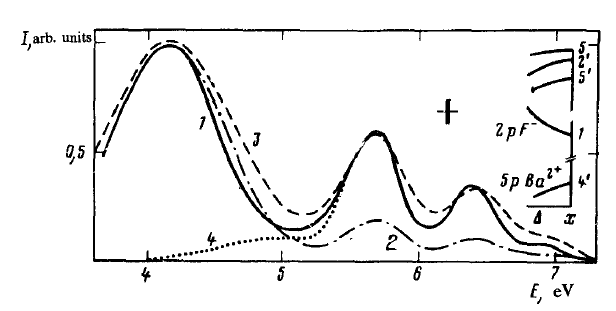 I, arb. units
0,5
1
3
4
2
4
5
6
7
E, eV
5
2'
5'
2pF⁻
1
5p Ba²⁺
4'
Δ
x